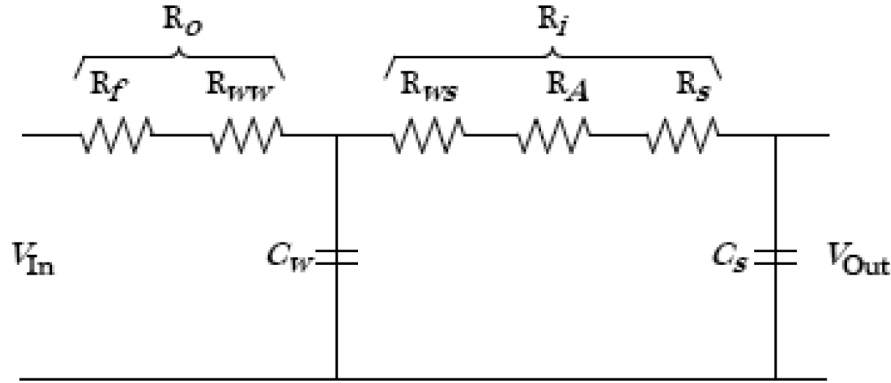 R_o R_i
R_f R_ww R_ws R_A R_s
V_In C_w C_s V_Out